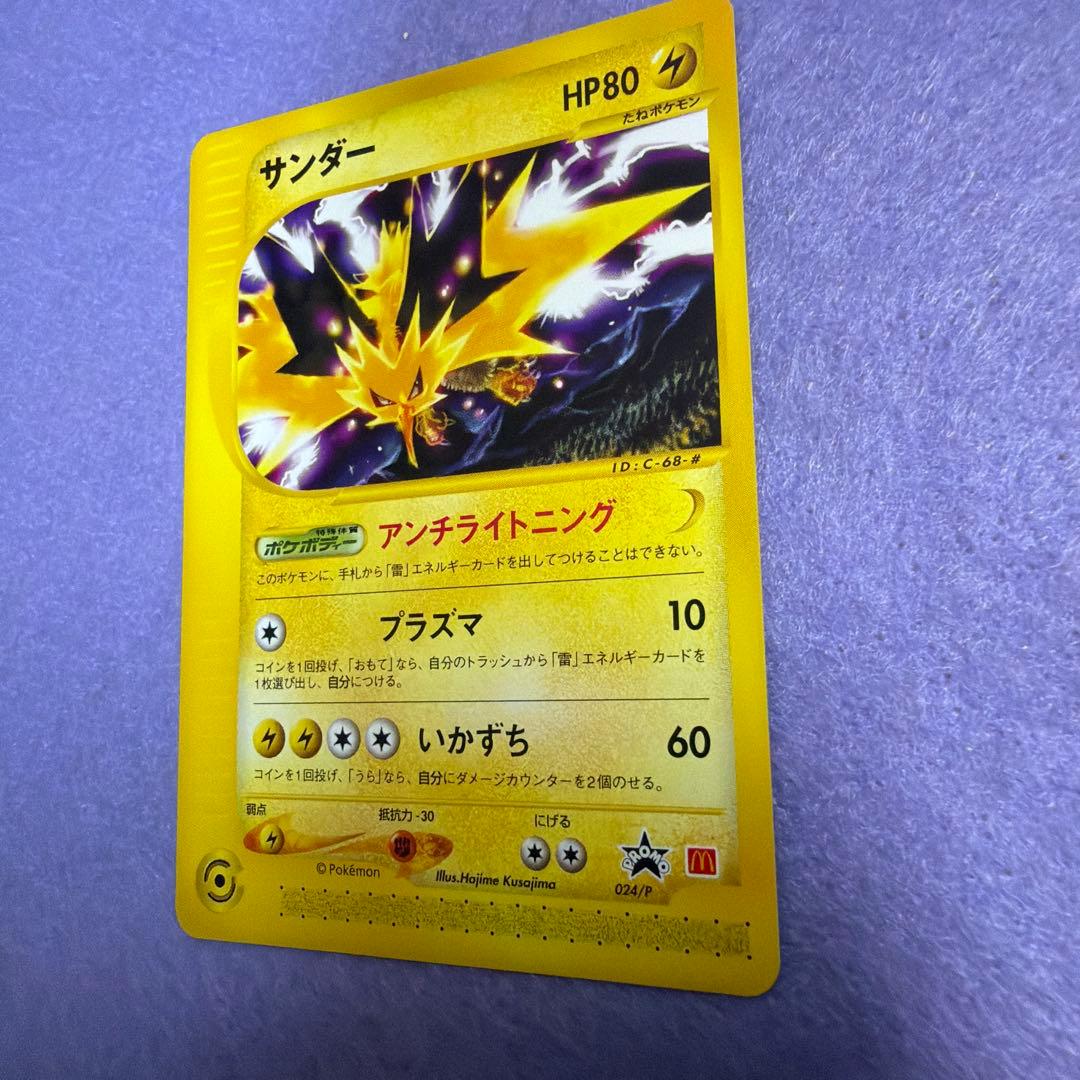 サンダー
HP80
たねポケモン
ID:C-68-#
特殊体質
ポケボディー
アンチライトニング
このポケモンに、手札から「雷」エネルギーカードを出してつけることはできない。
プラズマ 10
コインを1回投げ、「おもて」なら、自分のトラッシュから「雷」エネルギーカードを
1枚選び出し、自分につける。
いかずち 60
コインを1回投げ、「うら」なら、自分にダメージカウンターを2個のせる。
弱点 抵抗力 -30 にげる
©Pokémon
Illus.Hajime Kusajima
PROMO
024/P